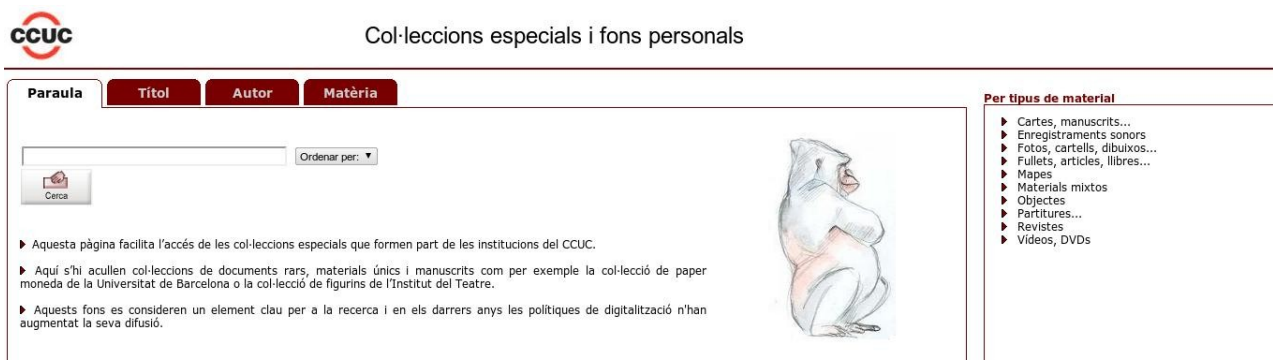 ccuc
Col·leccions especials i fons personals
Paraula
Títol
Autor
Matèria
Ordenar per:
Cerca
Aquesta pàgina facilita l'accés de les col·leccions especials que formen part de les institucions del CCUC.
Aquí s'hi acullen col·leccions de documents rars, materials únics i manuscrits com per exemple la col·lecció de paper
moneda de la Universitat de Barcelona o la col·lecció de figurins de l'Institut del Teatre.
Aquests fons es consideren un element clau per a la recerca i en els darrers anys les polítiques de digitalització n'han
augmentat la seva difusió.
Per tipus de material
Cartes, manuscrits...
Enregistraments sonors
Fotos, cartells, dibuixos...
Fullets, articles, llibres...
Mapes
Materials mixtos
Objectes
Partitures...
Revistes
Vídeos, DVDs